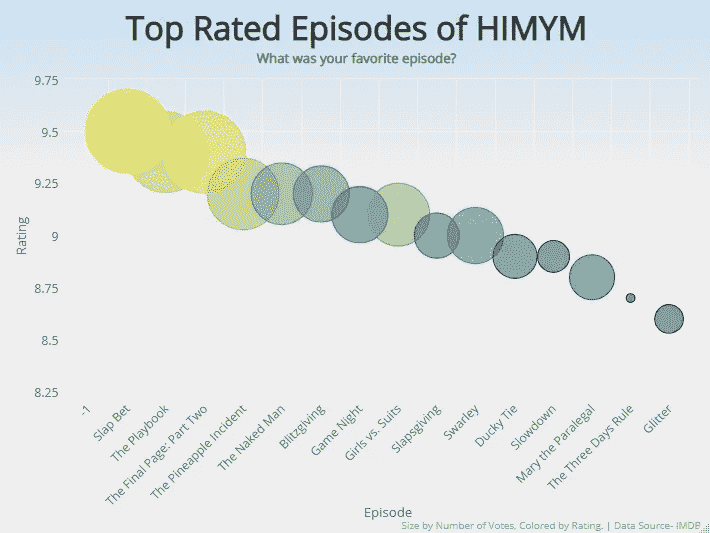 Top Rated Episodes of HIMYM
What was your favorite episode?
9.75
9.5
9.25
9
8.75
8.5
8.25
Rating
-1
Slap Bet
The Playbook
The Final Page: Part Two
The Pineapple Incident
The Naked Man
Blitzgiving
Game Night
Girls vs. Suits
Slapsgiving
Swarley
Ducky Tie
Slowdown
Mary the Paralegal
The Three Days Rule
Glitter
Episode
Size by Number of Votes, Colored by Rating. | Data Source- IMDB